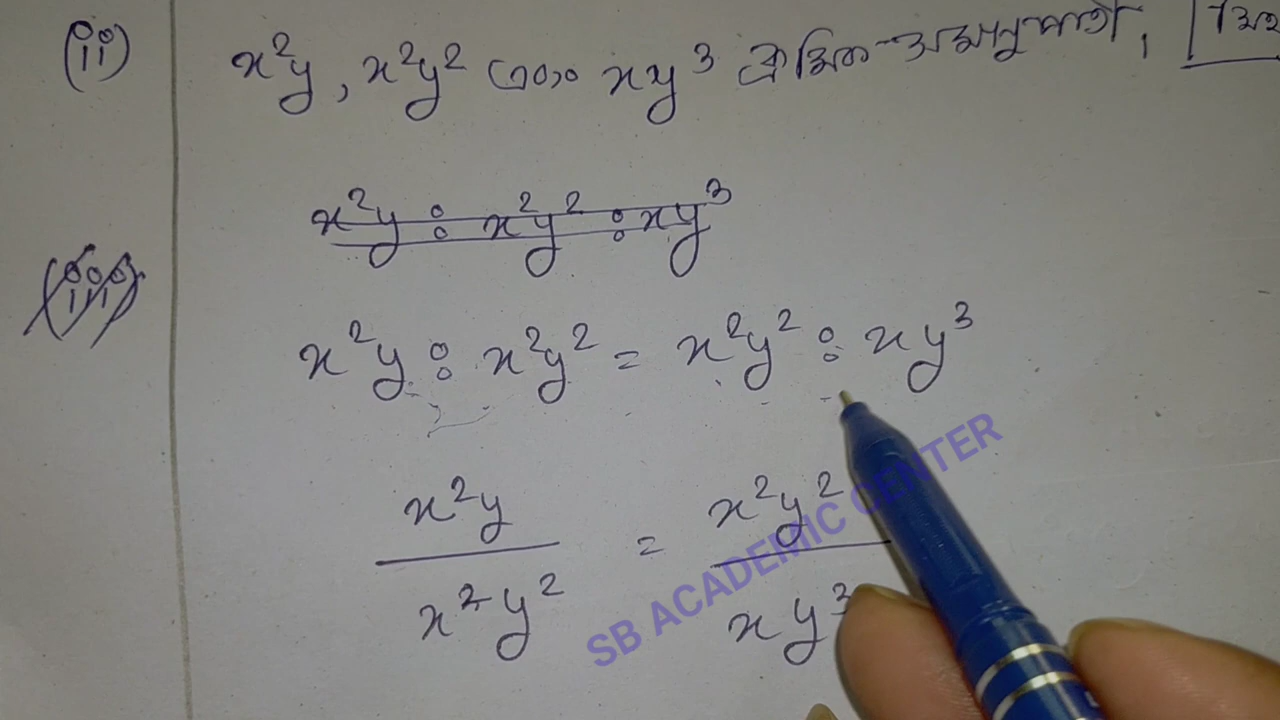 (ii) x²y, x²y² এবং xy³ ক্রমিক সমানুপাতী, [মিথ
x²y : x²y² : xy³
(iii)
x²y : x²y² = x²y² : xy³
x²y / x²y² = x²y² / xy³
SB ACADEMIC CENTER